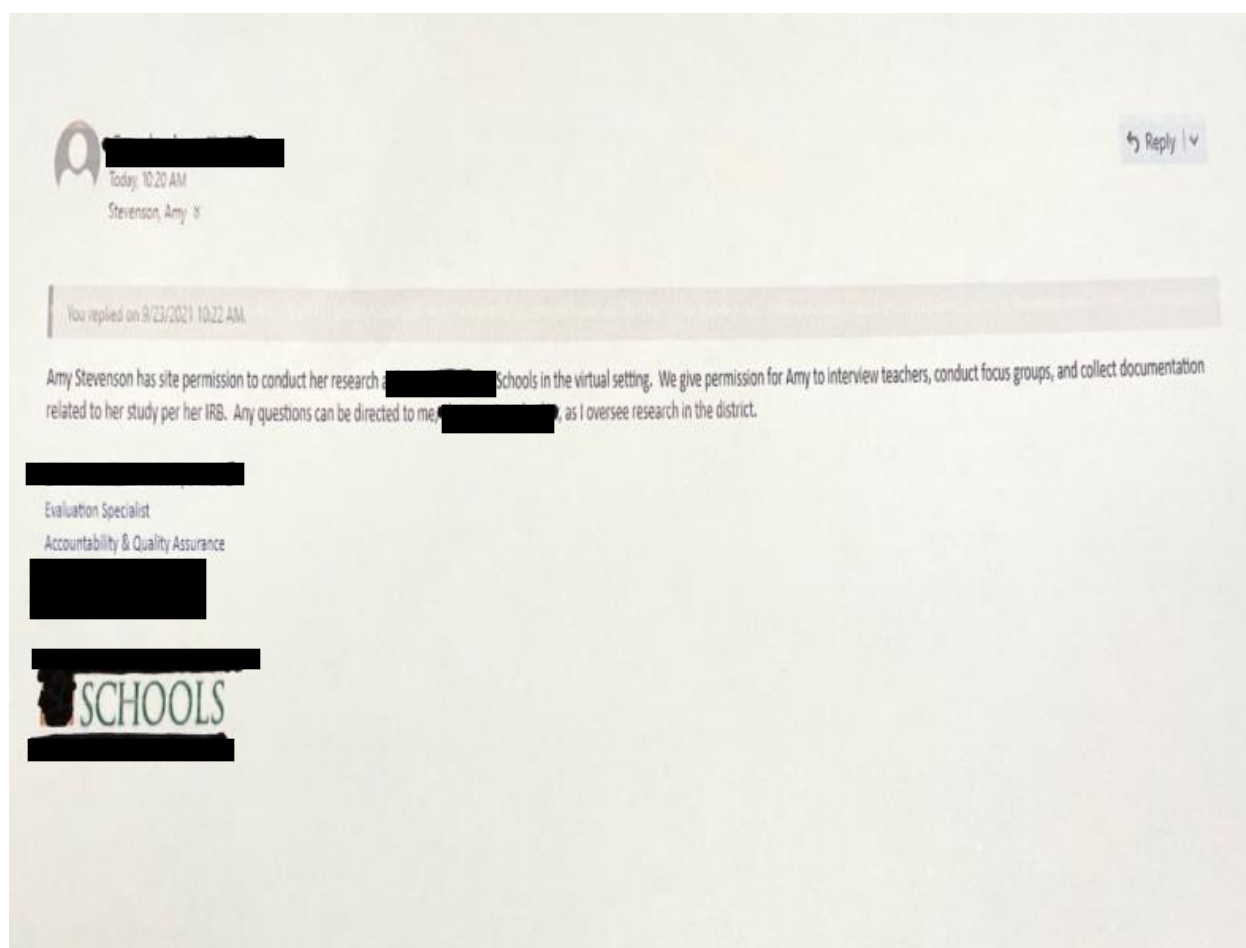 Reply
Today, 10:20 AM
Stevenson, Amy
You replied on 9/23/2021 10:22 AM.
Amy Stevenson has site permission to conduct her research Schools in the virtual setting. We give permission for Amy to interview teachers, conduct focus groups, and collect documentation
related to her study per her IRB. Any questions can be directed to me, , as I oversee research in the district.
Evaluation Specialist
Accountability & Quality Assurance
SCHOOLS